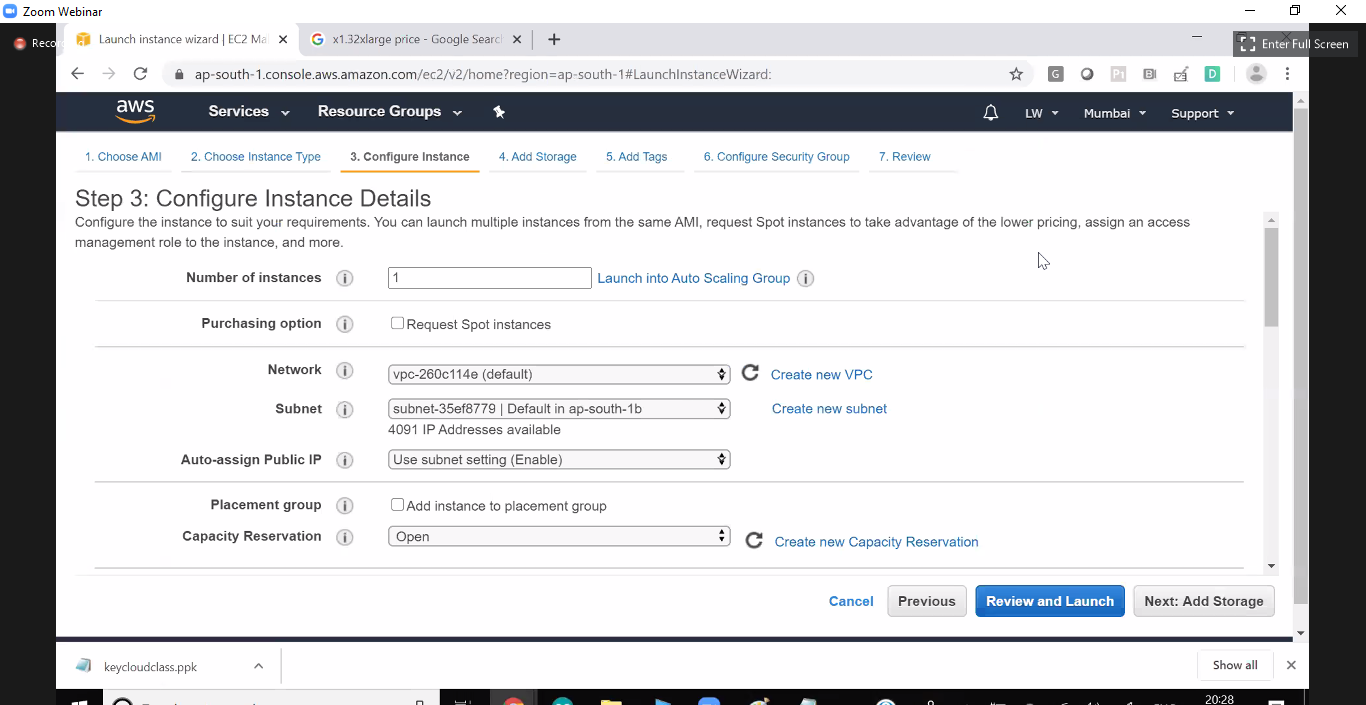 Zoom Webinar
Recor
Launch instance wizard | EC2 Ma
x1.32xlarge price - Google Search
Enter Full Screen
ap-south-1.console.aws.amazon.com/ec2/v2/home?region=ap-south-1#LaunchInstanceWizard:
aws
Services
Resource Groups
LW
Mumbai
Support
1. Choose AMI
2. Choose Instance Type
3. Configure Instance
4. Add Storage
5. Add Tags
6. Configure Security Group
7. Review
Step 3: Configure Instance Details
Configure the instance to suit your requirements. You can launch multiple instances from the same AMI, request Spot instances to take advantage of the lower pricing, assign an access
management role to the instance, and more.
Number of instances
1
Launch into Auto Scaling Group
Purchasing option
Request Spot instances
Network
vpc-260c114e (default)
Create new VPC
Subnet
subnet-35ef8779 | Default in ap-south-1b
Create new subnet
4091 IP Addresses available
Auto-assign Public IP
Use subnet setting (Enable)
Placement group
Add instance to placement group
Capacity Reservation
Open
Create new Capacity Reservation
Cancel
Previous
Review and Launch
Next: Add Storage
keycloudclass.ppk
Show all
20:28